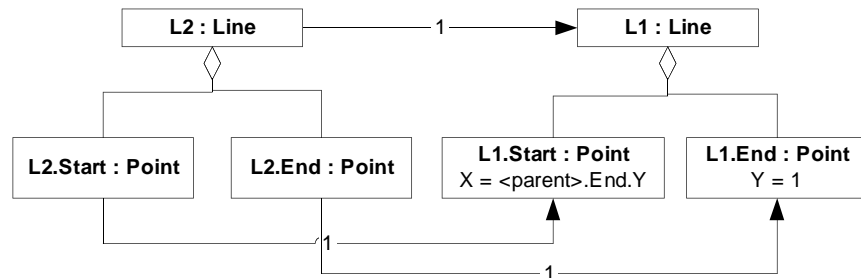 L2 : Line
1
L1 : Line
L2.Start : Point
L2.End : Point
L1.Start : Point
X = <parent>.End.Y
L1.End : Point
Y = 1
1
1